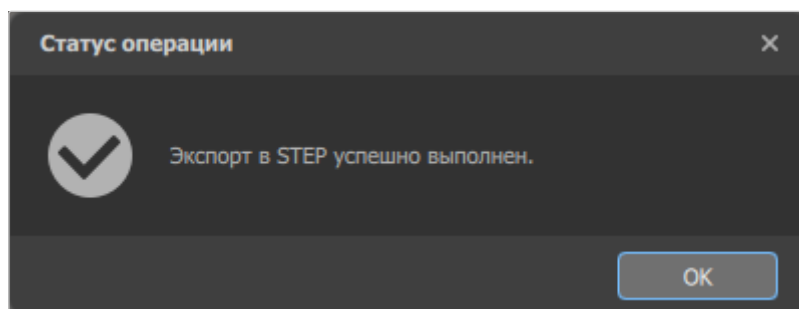 Статус операции
Экспорт в STEP успешно выполнен.
OK